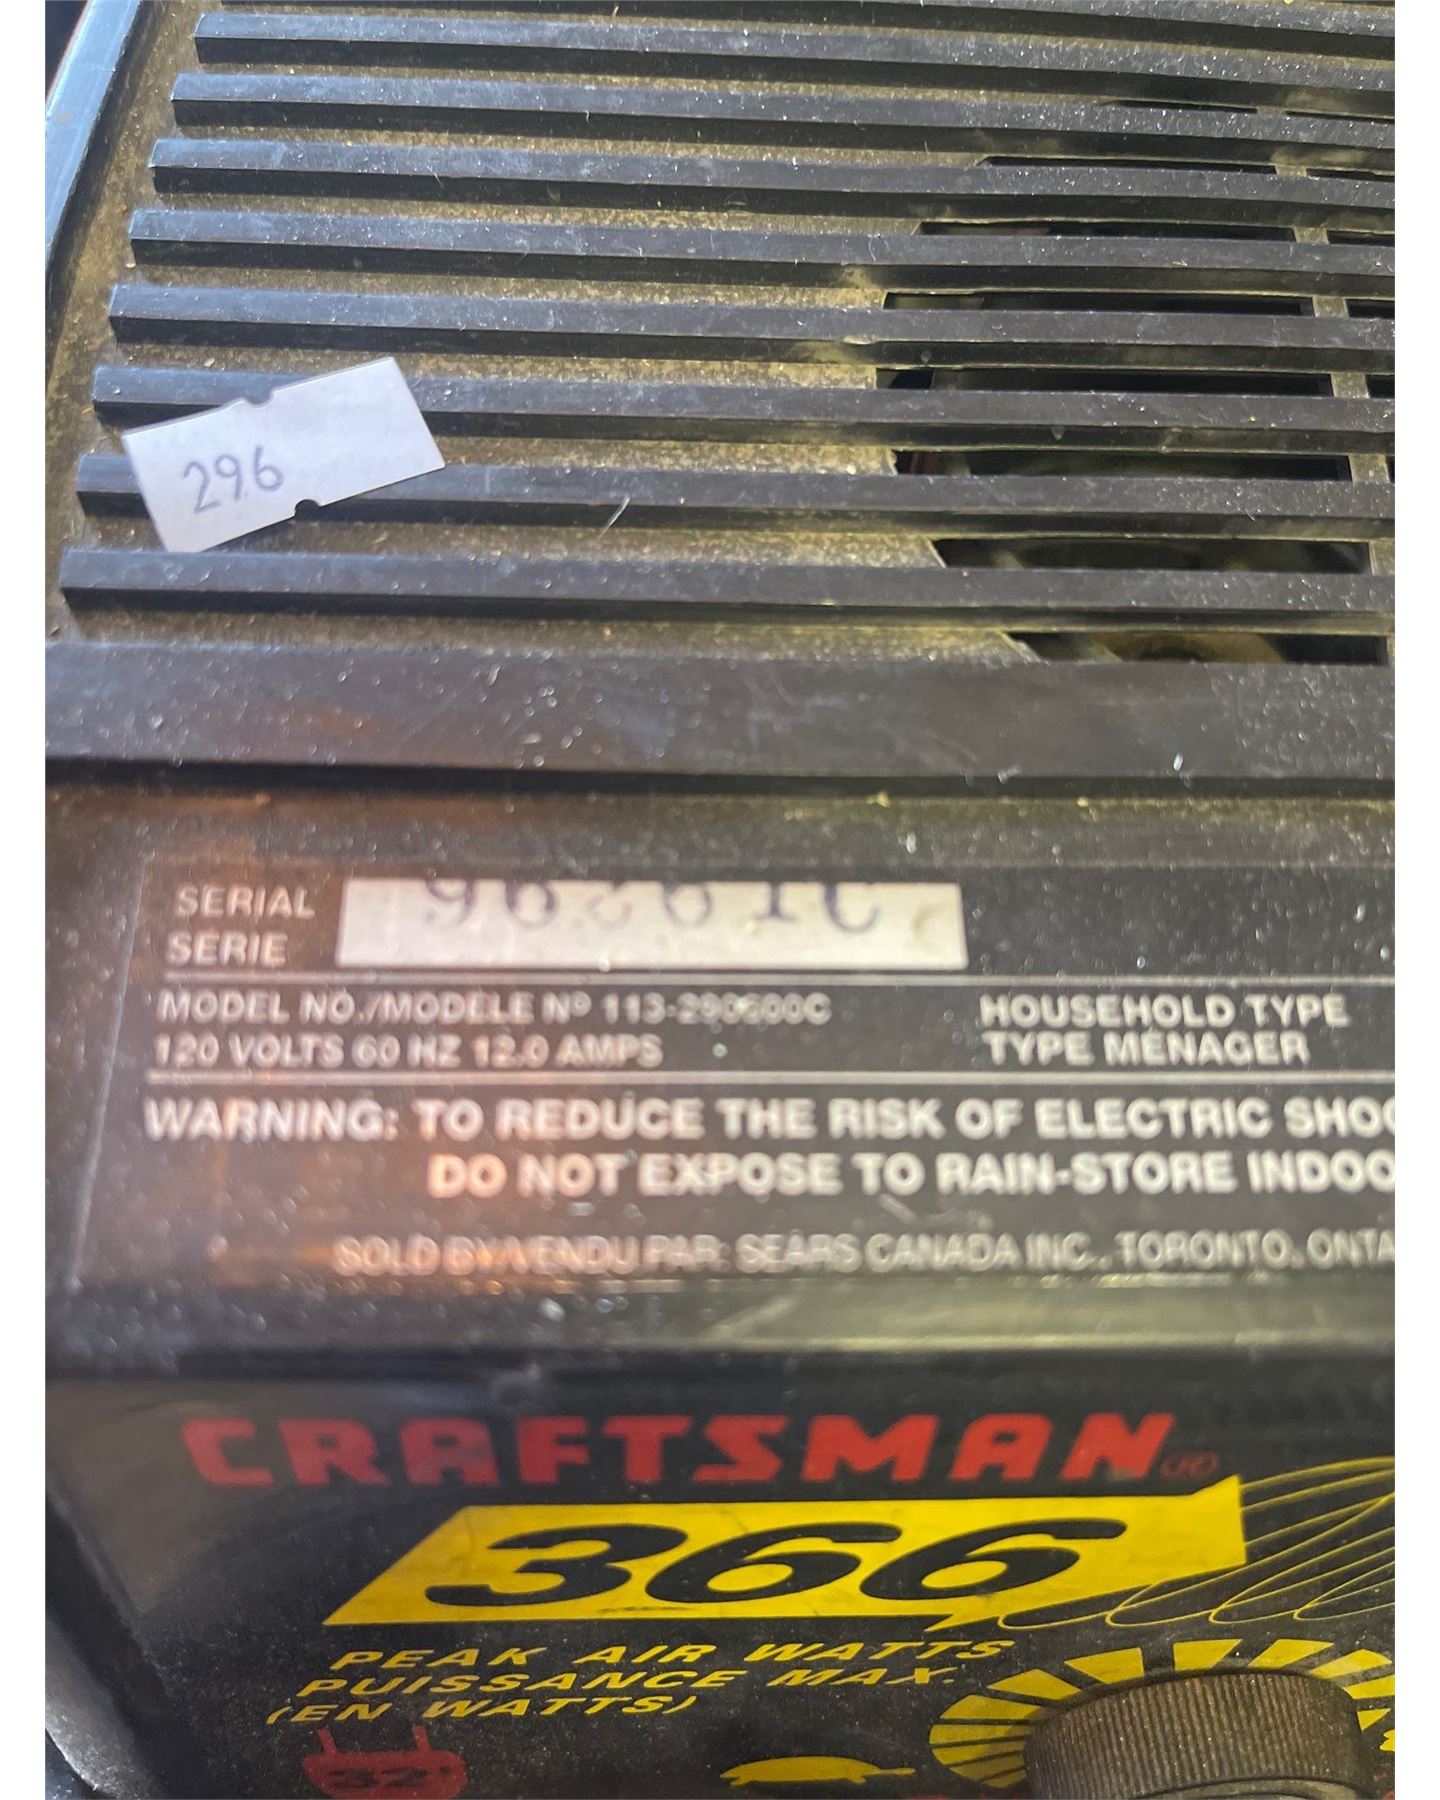 296
SERIAL
SERIE
MODEL NO./MODÈLE Nº 113-290600C
120 VOLTS 60 HZ 12.0 AMPS
HOUSEHOLD TYPE
TYPE MENAGER
WARNING: TO REDUCE THE RISK OF ELECTRIC SHOC
DO NOT EXPOSE TO RAIN-STORE INDOO
SOLD BY/VENDU PAR: SEARS CANADA INC., TORONTO, ONTA
CRAFTSMAN®
366
PEAK AIR WATTS
PUISSANCE MAX.
(EN WATTS)
32'